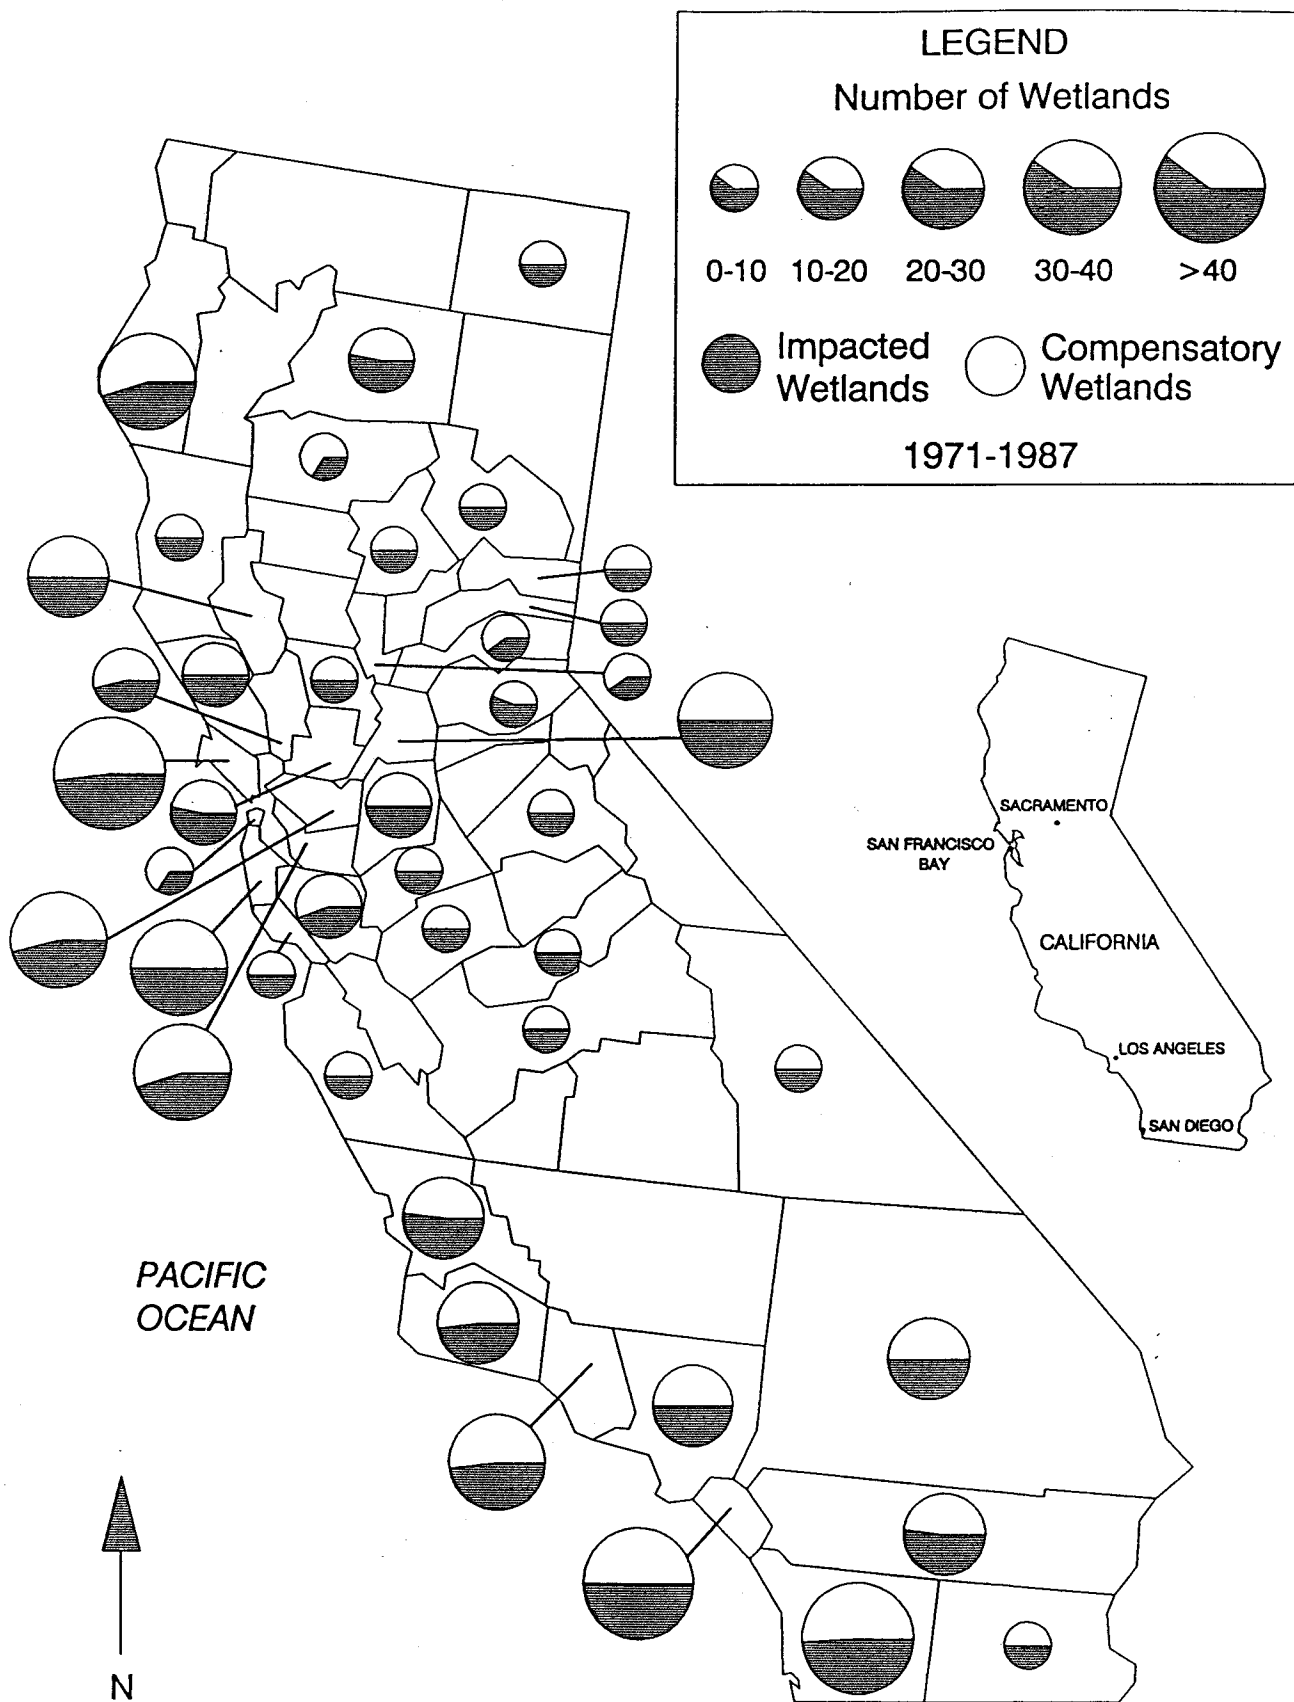 LEGEND
Number of Wetlands
0-10 10-20 20-30 30-40 >40
Impacted Wetlands
Compensatory Wetlands
1971-1987
SACRAMENTO
SAN FRANCISCO
BAY
CALIFORNIA
LOS ANGELES
SAN DIEGO
PACIFIC
OCEAN
N